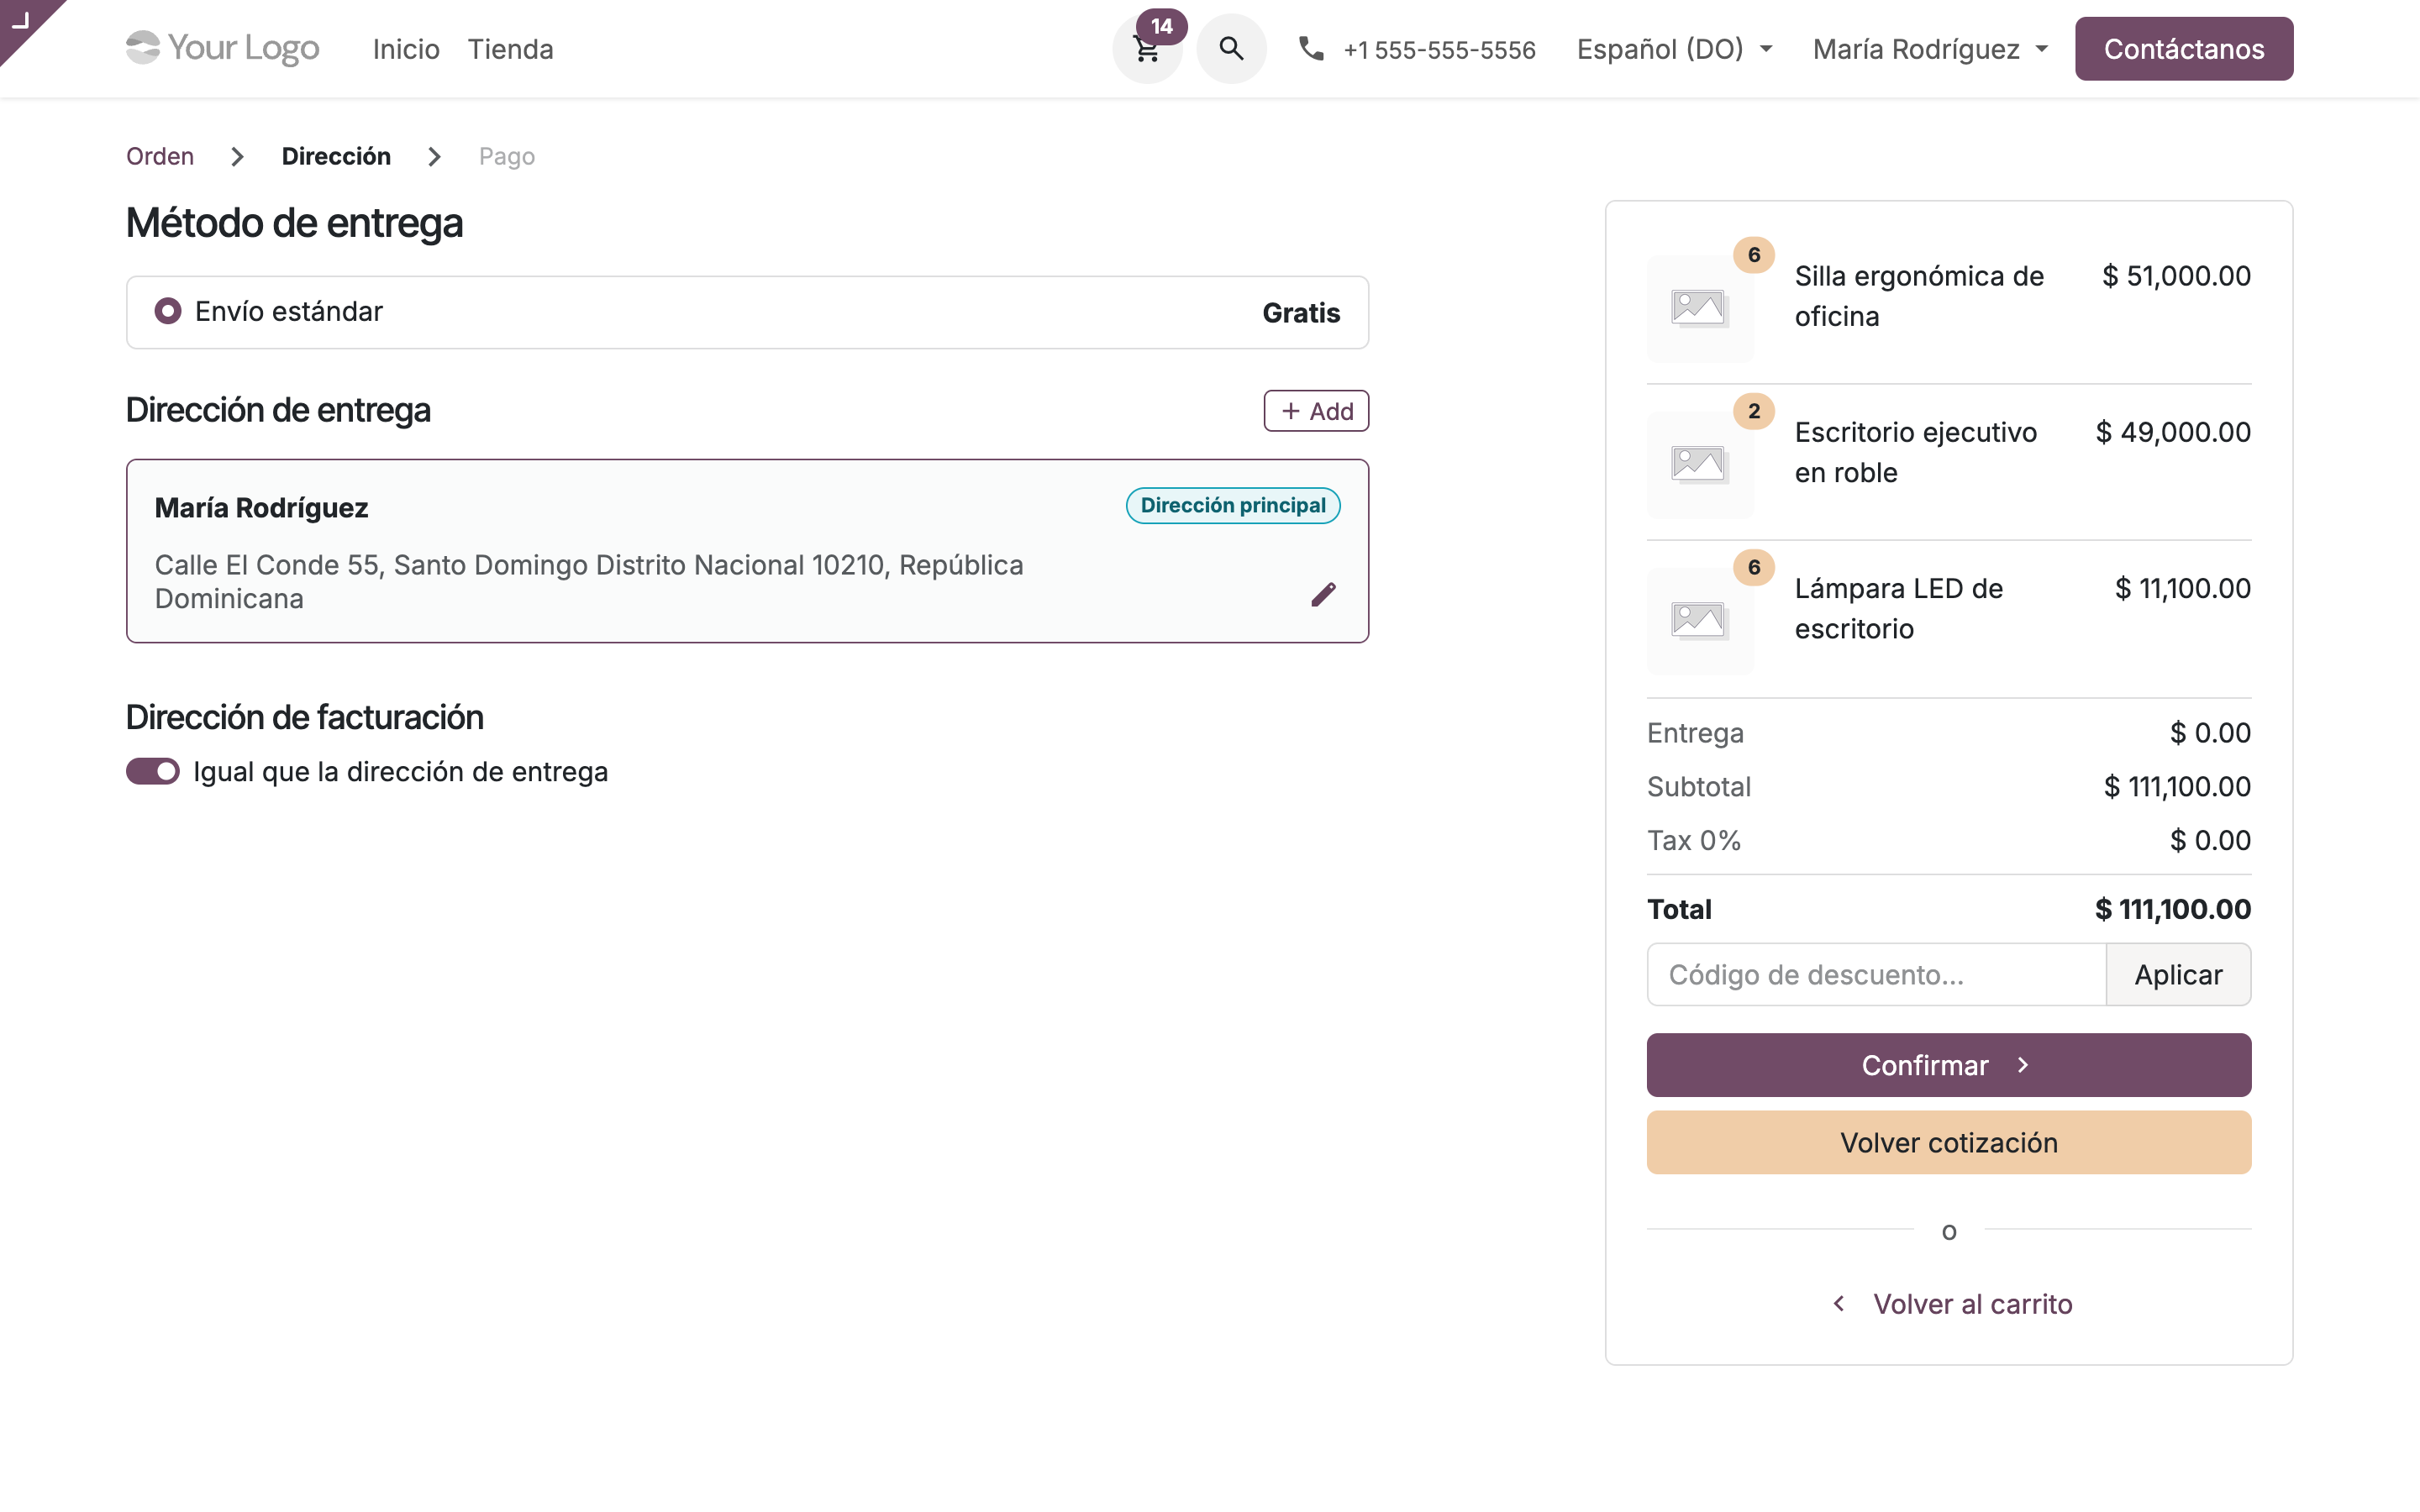 Your Logo
Inicio
Tienda
14
+1 555-555-5556
Español (DO)
María Rodríguez
Contáctanos
Orden
Dirección
Pago
Método de entrega
Envío estándar
Gratis
Dirección de entrega
+ Add
María Rodríguez
Dirección principal
Calle El Conde 55, Santo Domingo Distrito Nacional 10210, República
Dominicana
Dirección de facturación
Igual que la dirección de entrega
6
Silla ergonómica de
oficina
$ 51,000.00
2
Escritorio ejecutivo
en roble
$ 49,000.00
6
Lámpara LED de
escritorio
$ 11,100.00
Entrega
$ 0.00
Subtotal
$ 111,100.00
Tax 0%
$ 0.00
Total
$ 111,100.00
Código de descuento...
Aplicar
Confirmar
Volver cotización
o
Volver al carrito